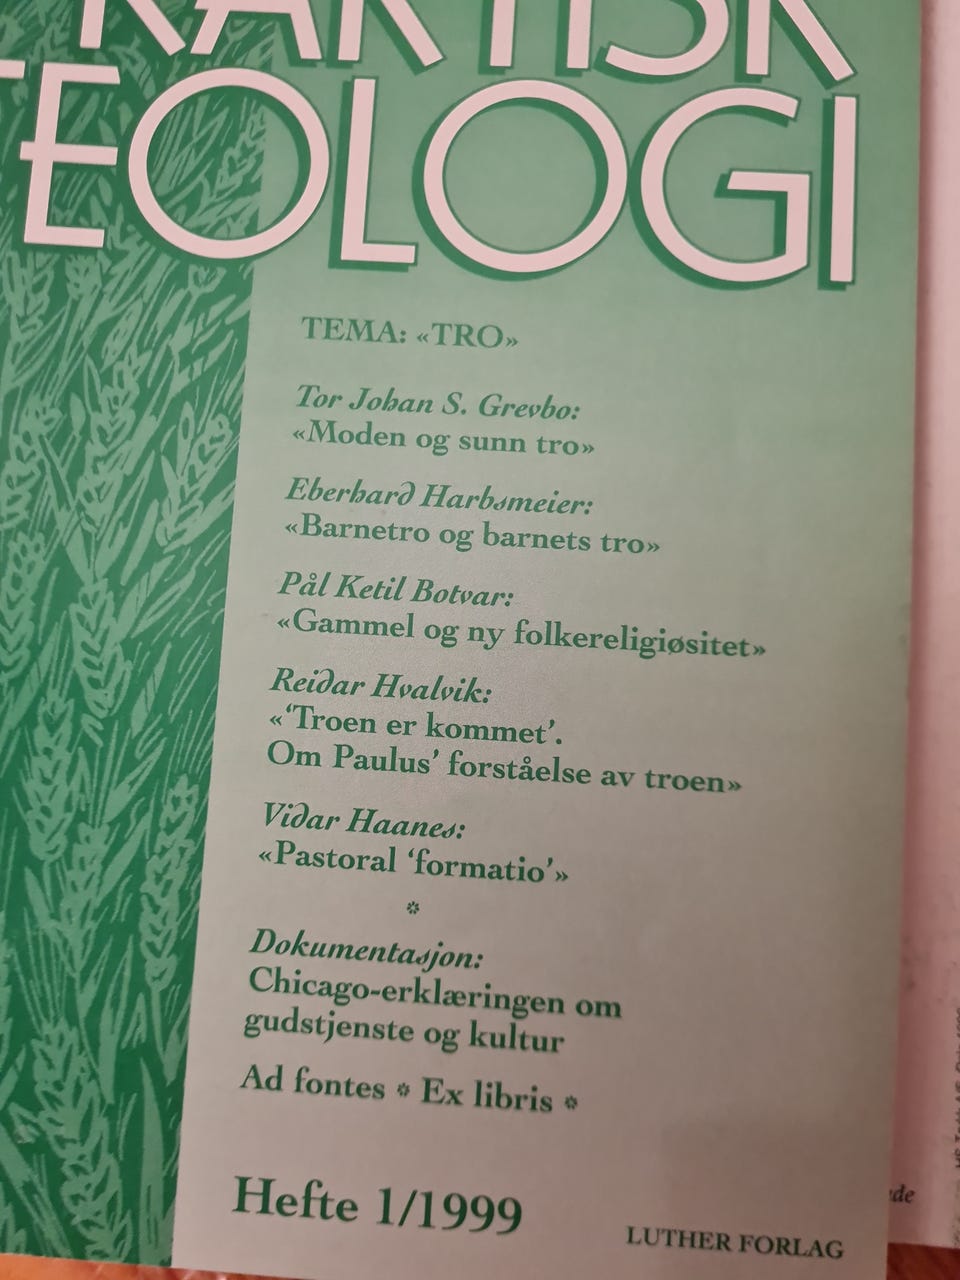 TEOLOGI
TEMA: «TRO»
Tor Johan S. Grevbo:
«Moden og sunn tro»
Eberhard Harbsmeier:
«Barnetro og barnets tro»
Pål Ketil Botvar:
«Gammel og ny folkereligiøsitet»
Reidar Hvalvik:
«‘Troen er kommet’.
Om Paulus’ forståelse av troen»
Vidar Haanes:
«Pastoral ‘formatio’»
*
Dokumentasjon:
Chicago-erklæringen om
gudstjenste og kultur
Ad fontes * Ex libris *
Hefte 1/1999
LUTHER FORLAG